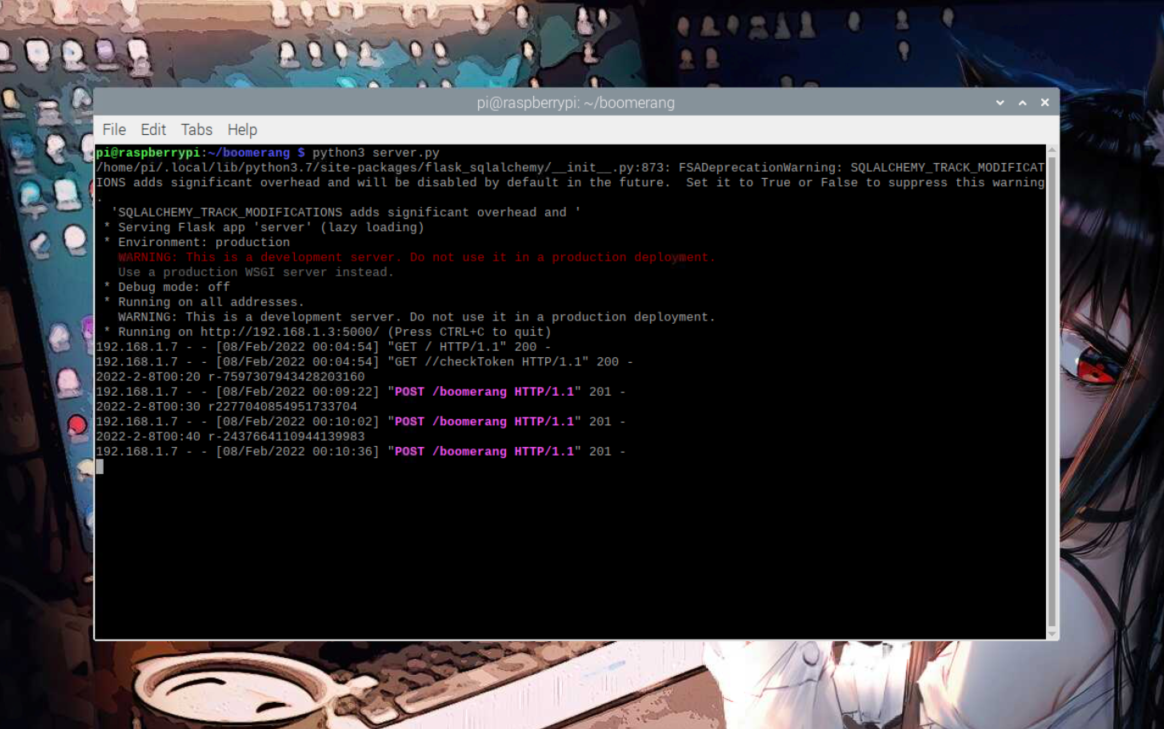 pi@raspberrypi: ~/boomerang
File Edit Tabs Help
pi@raspberrypi:~/boomerang $ python3 server.py
/home/pi/.local/lib/python3.7/site-packages/flask_sqlalchemy/__init__.py:873: FSADeprecationWarning: SQLALCHEMY_TRACK_MODIFICAT
IONS adds significant overhead and will be disabled by default in the future.  Set it to True or False to suppress this warning
.
  'SQLALCHEMY_TRACK_MODIFICATIONS adds significant overhead and '
 * Serving Flask app 'server' (lazy loading)
 * Environment: production
   WARNING: This is a development server. Do not use it in a production deployment.
   Use a production WSGI server instead.
 * Debug mode: off
 * Running on all addresses.
   WARNING: This is a development server. Do not use it in a production deployment.
 * Running on http://192.168.1.3:5000/ (Press CTRL+C to quit)
192.168.1.7 - - [08/Feb/2022 00:04:54] "GET / HTTP/1.1" 200 -
192.168.1.7 - - [08/Feb/2022 00:04:54] "GET //checkToken HTTP/1.1" 200 -
2022-2-8T00:20 r-7597307943428203160
192.168.1.7 - - [08/Feb/2022 00:09:22] "POST /boomerang HTTP/1.1" 201 -
2022-2-8T00:30 r2277040854951733704
192.168.1.7 - - [08/Feb/2022 00:10:02] "POST /boomerang HTTP/1.1" 201 -
2022-2-8T00:40 r-2437664110944139983
192.168.1.7 - - [08/Feb/2022 00:10:36] "POST /boomerang HTTP/1.1" 201 -